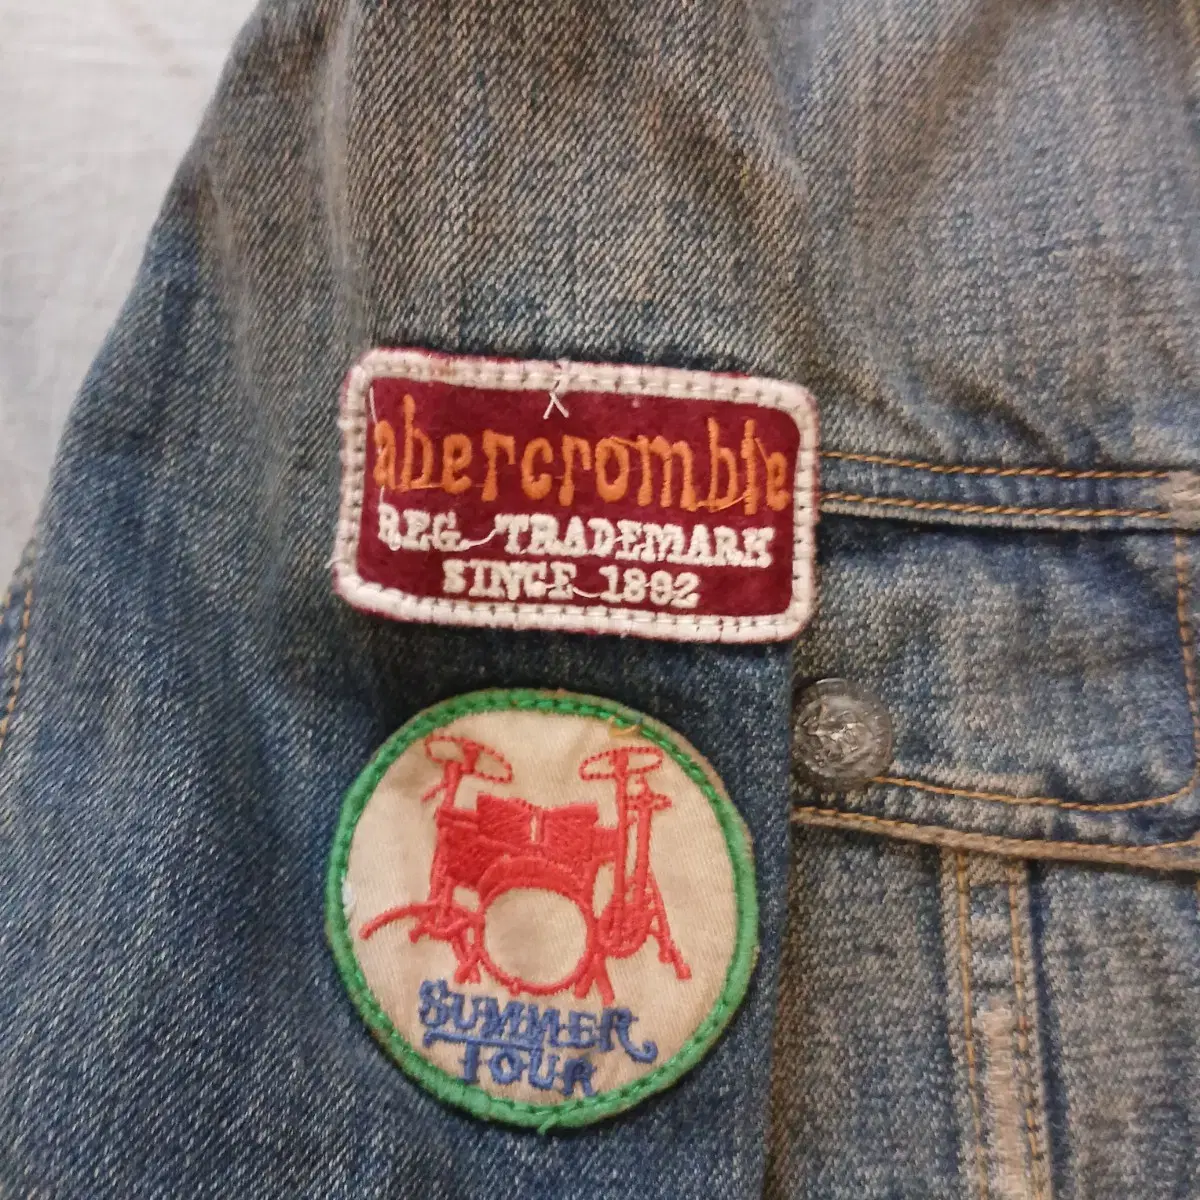 abercrombie
REG. TRADEMARK
SINCE 1892
SUMMER
TOUR